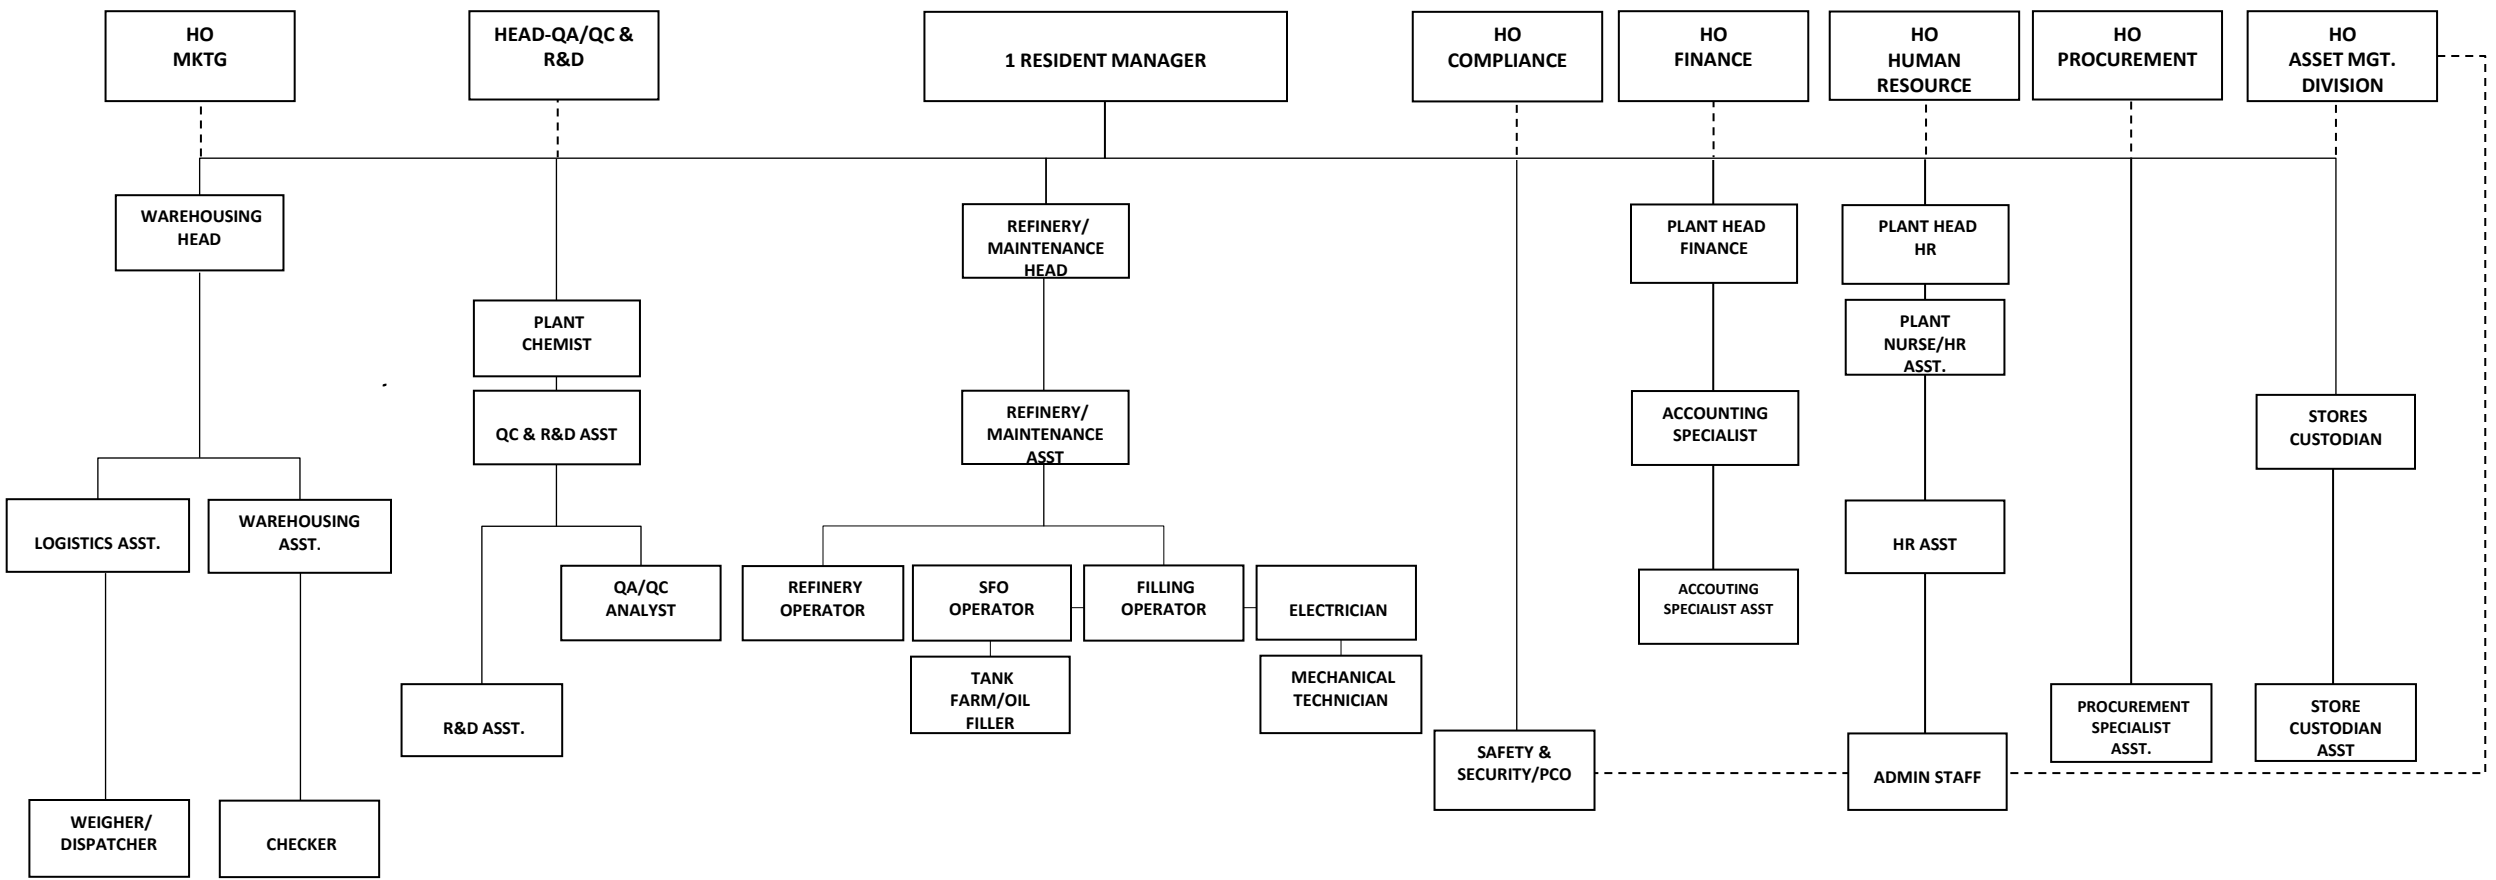 HO
MKTG
HEAD-QA/QC &
R&D
1 RESIDENT MANAGER
HO
COMPLIANCE
HO
FINANCE
HO
HUMAN
RESOURCE
HO
PROCUREMENT
HO
ASSET MGT.
DIVISION
WAREHOUSING
HEAD
REFINERY/
MAINTENANCE
HEAD
PLANT HEAD
FINANCE
PLANT HEAD
HR
PLANT
CHEMIST
PLANT
NURSE/HR
ASST.
QC & R&D ASST
REFINERY/
MAINTENANCE
ASST
ACCOUNTING
SPECIALIST
STORES
CUSTODIAN
LOGISTICS ASST.
WAREHOUSING
ASST.
HR ASST
QA/QC
ANALYST
REFINERY
OPERATOR
SFO
OPERATOR
FILLING
OPERATOR
ELECTRICIAN
ACCOUTING
SPECIALIST ASST
R&D ASST.
TANK
FARM/OIL
FILLER
MECHANICAL
TECHNICIAN
PROCUREMENT
SPECIALIST
ASST.
STORE
CUSTODIAN
ASST
SAFETY &
SECURITY/PCO
ADMIN STAFF
WEIGHER/
DISPATCHER
CHECKER